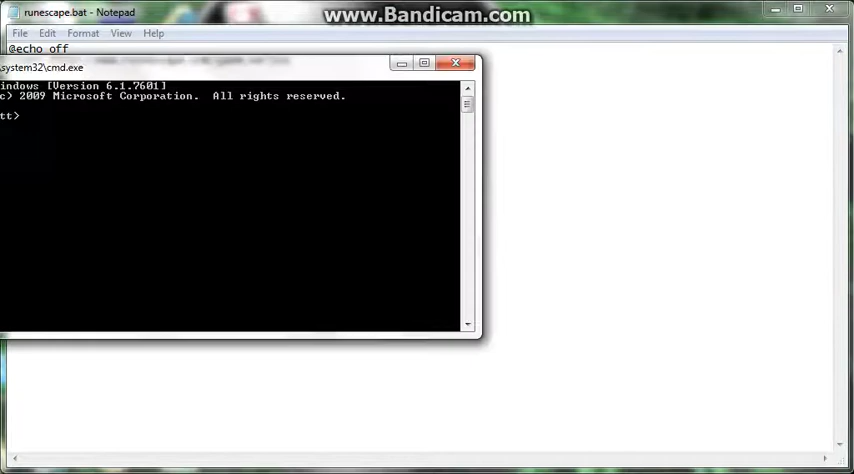 runescape.bat - Notepad
www.Bandicam.com
File Edit Format View Help
@echo off
system32\cmd.exe
indows [Version 6.1.7601]
c) 2009 Microsoft Corporation.  All rights reserved.
tt>